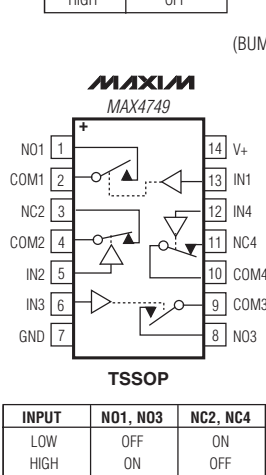 HIGH OFF
(BUM
MAXIM
MAX4749
+
NO1 1 14 V+
COM1 2 13 IN1
NC2 3 12 IN4
COM2 4 11 NC4
IN2 5 10 COM4
IN3 6 9 COM3
GND 7 8 NO3
TSSOP
INPUT NO1, NO3 NC2, NC4
LOW OFF ON
HIGH ON OFF